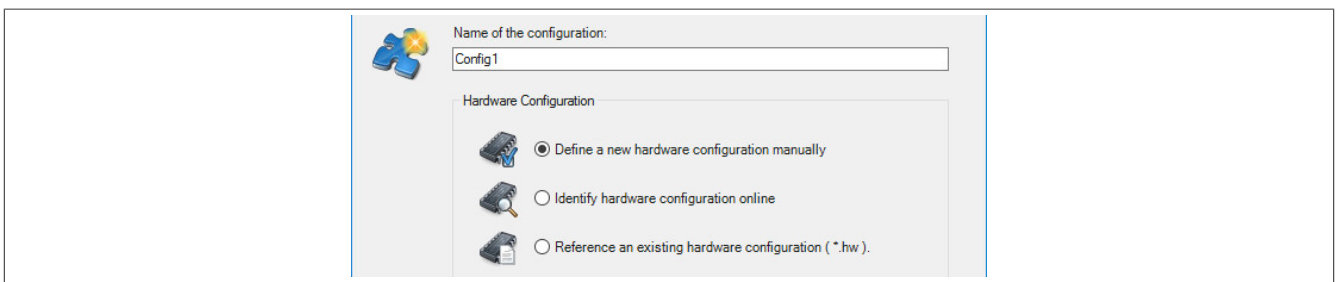 Name of the configuration:
Config1
Hardware Configuration
Define a new hardware configuration manually
Identify hardware configuration online
Reference an existing hardware configuration ( *.hw ).